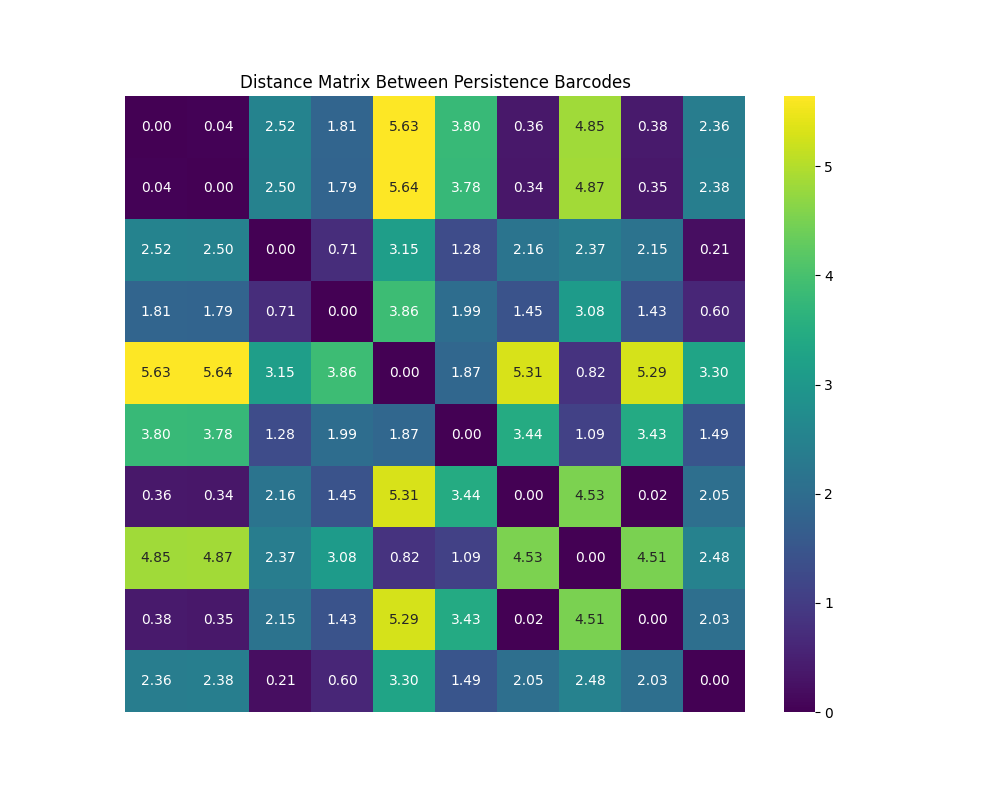 Distance Matrix Between Persistence Barcodes
0.00 0.04 2.52 1.81 5.63 3.80 0.36 4.85 0.38 2.36
0.04 0.00 2.50 1.79 5.64 3.78 0.34 4.87 0.35 2.38
2.52 2.50 0.00 0.71 3.15 1.28 2.16 2.37 2.15 0.21
1.81 1.79 0.71 0.00 3.86 1.99 1.45 3.08 1.43 0.60
5.63 5.64 3.15 3.86 0.00 1.87 5.31 0.82 5.29 3.30
3.80 3.78 1.28 1.99 1.87 0.00 3.44 1.09 3.43 1.49
0.36 0.34 2.16 1.45 5.31 3.44 0.00 4.53 0.02 2.05
4.85 4.87 2.37 3.08 0.82 1.09 4.53 0.00 4.51 2.48
0.38 0.35 2.15 1.43 5.29 3.43 0.02 4.51 0.00 2.03
2.36 2.38 0.21 0.60 3.30 1.49 2.05 2.48 2.03 0.00
5
4
3
2
1
0